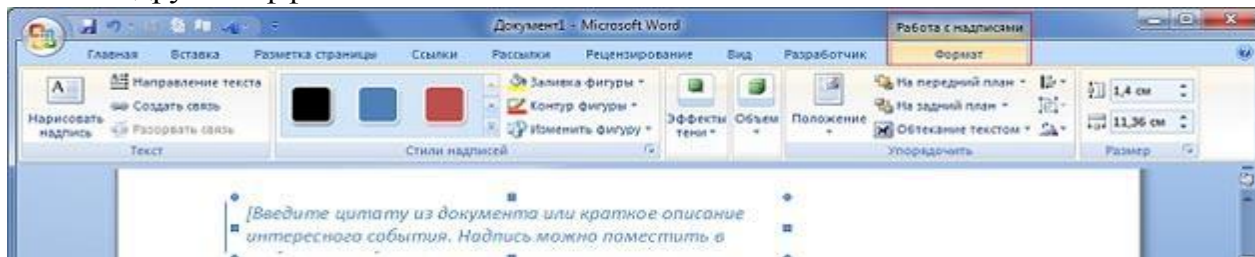 Документ1 - Microsoft Word
Работа с надписями
Главная Вставка Разметка страницы Ссылки Рассылки Рецензирование Вид Разработчик Формат
Нарисовать надпись
Направление текста
Создать связь
Разорвать связь
Текст
Заливка фигуры
Контур фигуры
Изменить фигуру
Стили надписей
Эффекты тени
Объем
Положение
На передний план
На задний план
Обтекание текстом
Упорядочить
1,4 см
11,36 см
Размер
[Введите цитату из документа или краткое описание
интересного события. Надпись можно поместить в